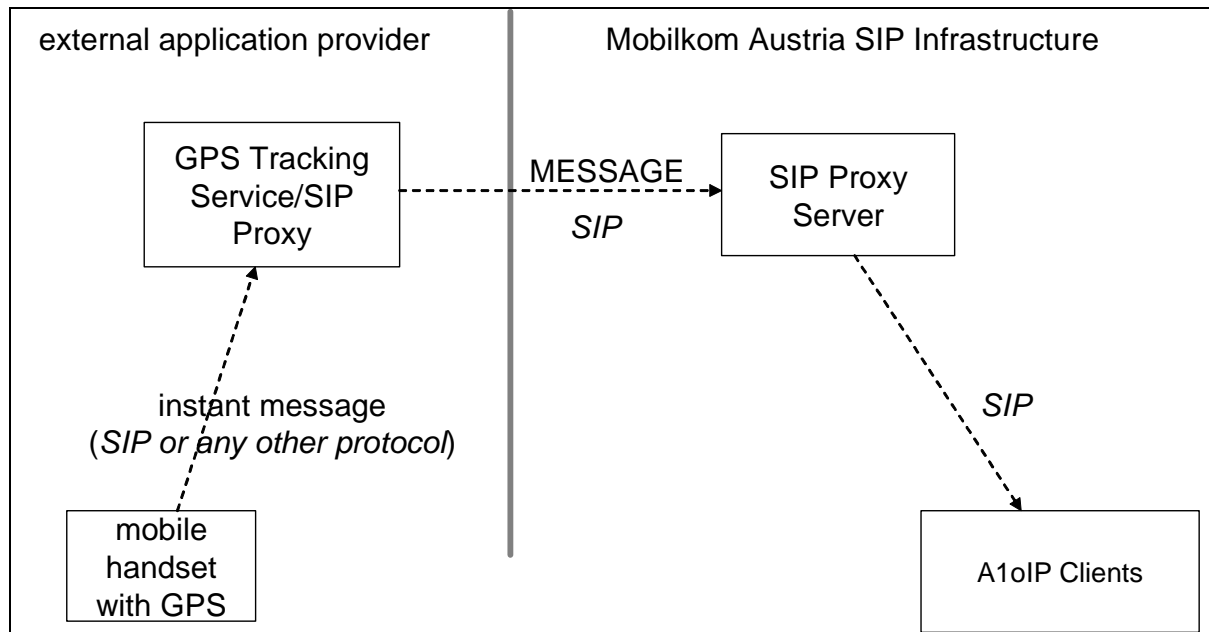 external application provider
Mobilkom Austria SIP Infrastructure
GPS Tracking
Service/SIP
Proxy
MESSAGE
SIP
SIP Proxy
Server
instant message
(SIP or any other protocol)
SIP
mobile
handset
with GPS
A1oIP Clients